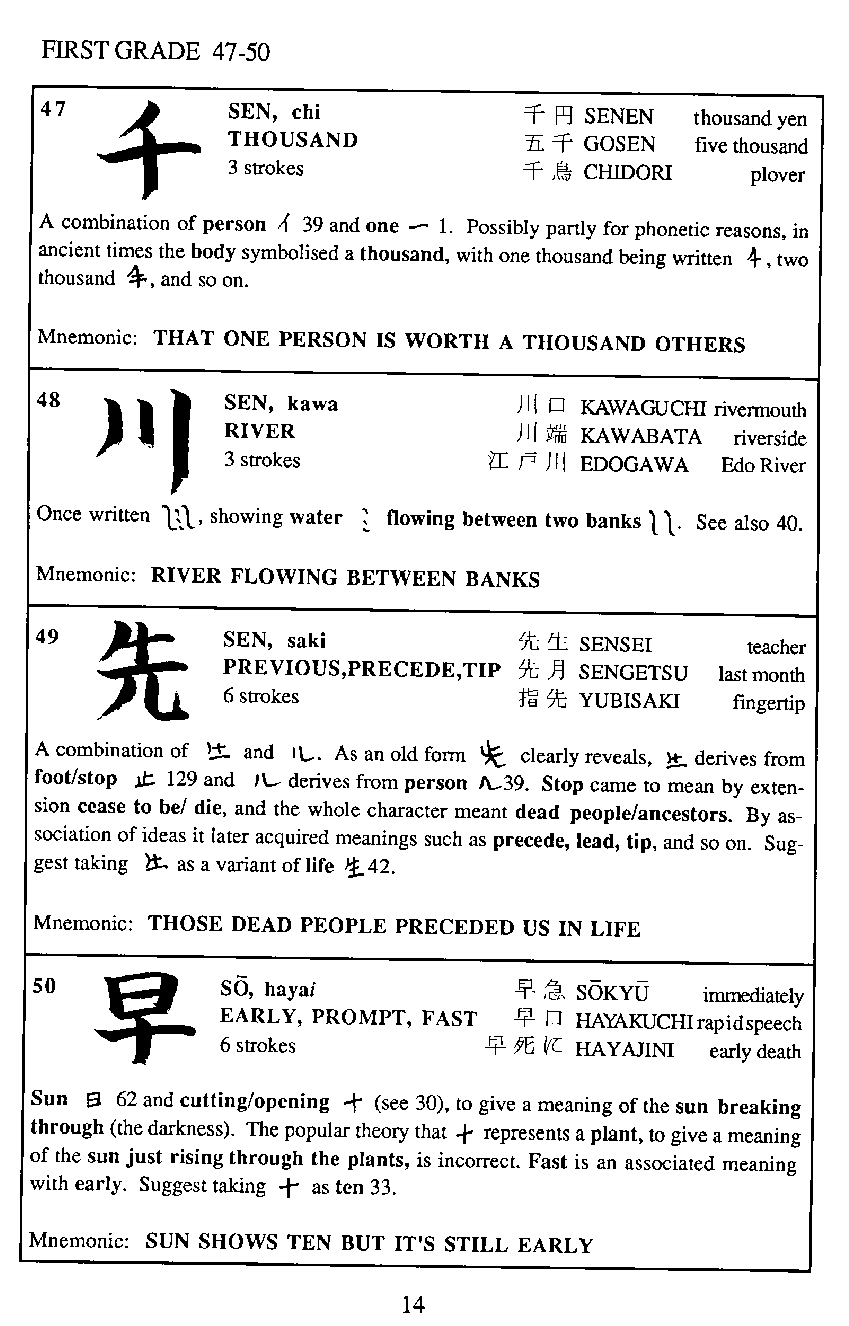 FIRST GRADE 47-50
47 千 SEN, chi 千円 SENEN thousand yen
THOUSAND 五千 GOSEN five thousand
3 strokes 千鳥 CHIDORI plover
A combination of person 亻 39 and one 一 1. Possibly partly for phonetic reasons, in
ancient times the body symbolised a thousand, with one thousand being written , two
thousand , and so on.
Mnemonic: THAT ONE PERSON IS WORTH A THOUSAND OTHERS
48 川 SEN, kawa 川口 KAWAGUCHI rivermouth
RIVER 川端 KAWABATA riverside
3 strokes 江戸川 EDOGAWA Edo River
Once written , showing water flowing between two banks . See also 40.
Mnemonic: RIVER FLOWING BETWEEN BANKS
49 先 SEN, saki 先生 SENSEI teacher
PREVIOUS,PRECEDE,TIP 先月 SENGETSU last month
6 strokes 指先 YUBISAKI fingertip
A combination of and 儿. As an old form clearly reveals, derives from
foot/stop 止 129 and 儿 derives from person 39. Stop came to mean by exten-
sion cease to be/ die, and the whole character meant dead people/ancestors. By as-
sociation of ideas it later acquired meanings such as precede, lead, tip, and so on. Sug-
gest taking as a variant of life 生 42.
Mnemonic: THOSE DEAD PEOPLE PRECEDED US IN LIFE
50 早 SŌ, hayai 早急 SŌKYŪ immediately
EARLY, PROMPT, FAST 早口 HAYAKUCHI rapid speech
6 strokes 早死に HAYAJINI early death
Sun 日 62 and cutting/opening 十 (see 30), to give a meaning of the sun breaking
through (the darkness). The popular theory that 十 represents a plant, to give a meaning
of the sun just rising through the plants, is incorrect. Fast is an associated meaning
with early. Suggest taking 十 as ten 33.
Mnemonic: SUN SHOWS TEN BUT IT'S STILL EARLY
14